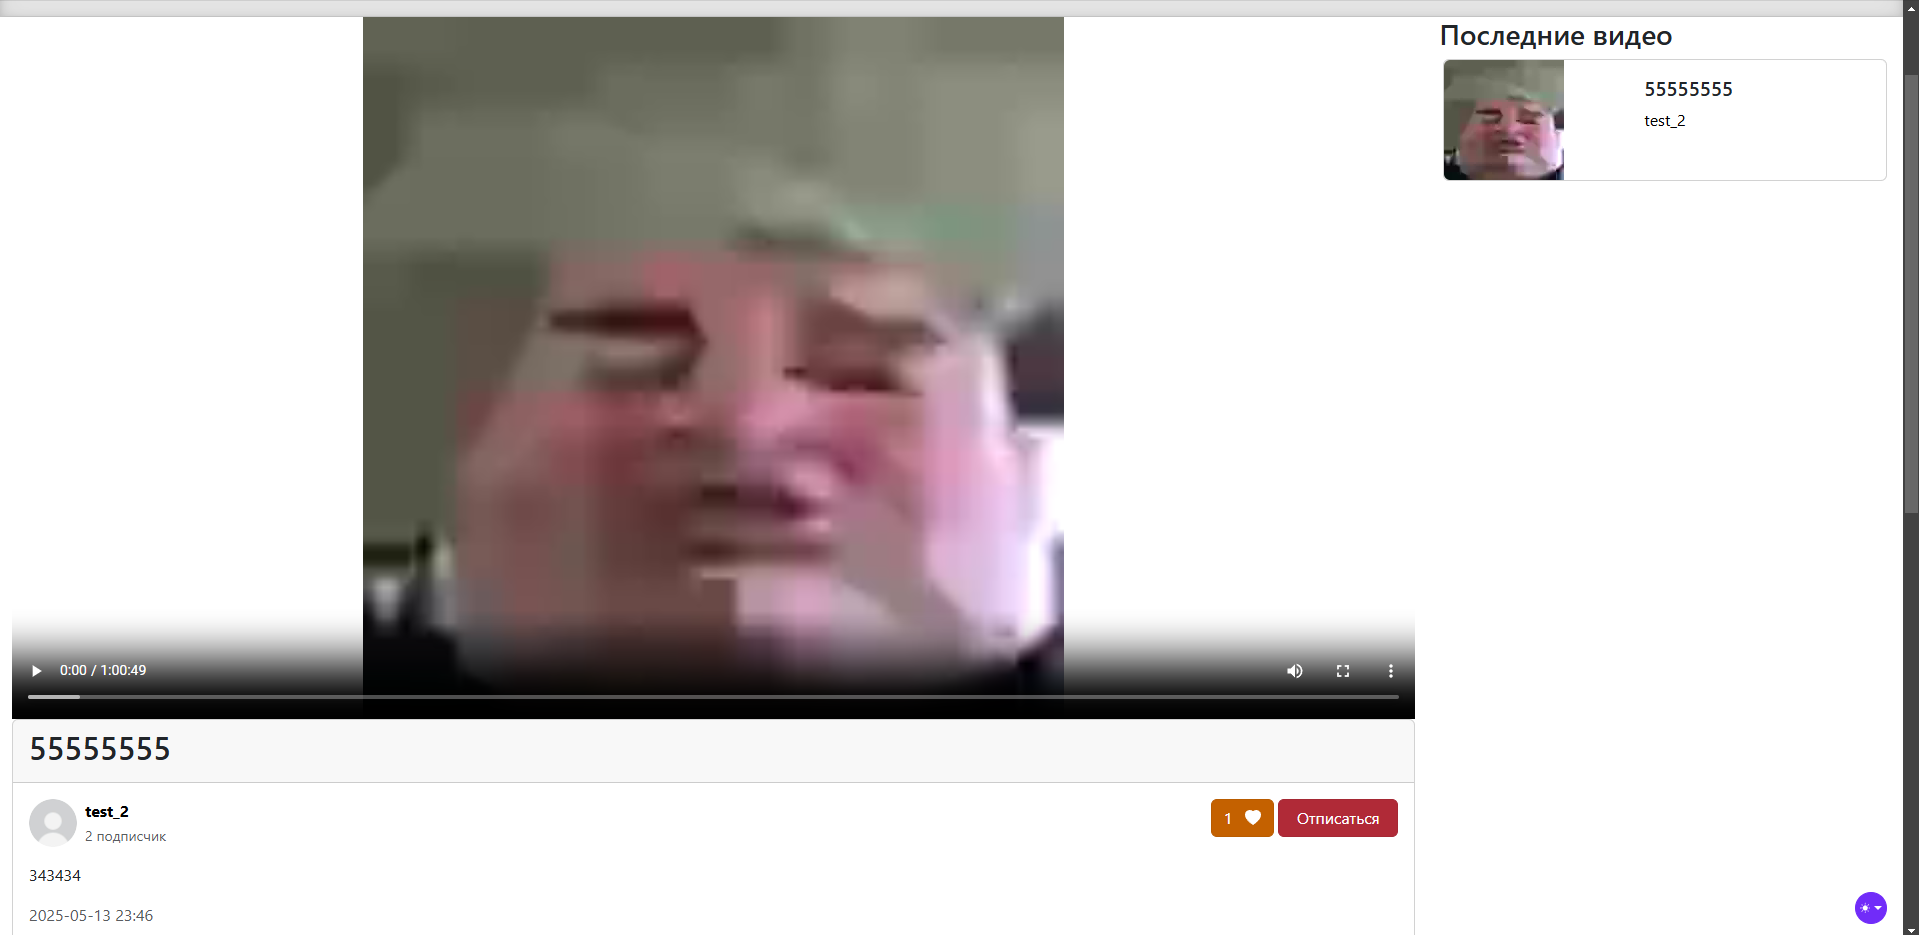 0:00 / 1:00:49
55555555
test_2
2 подписчик
1
Отписаться
343434
2025-05-13 23:46
Последние видео
55555555
test_2